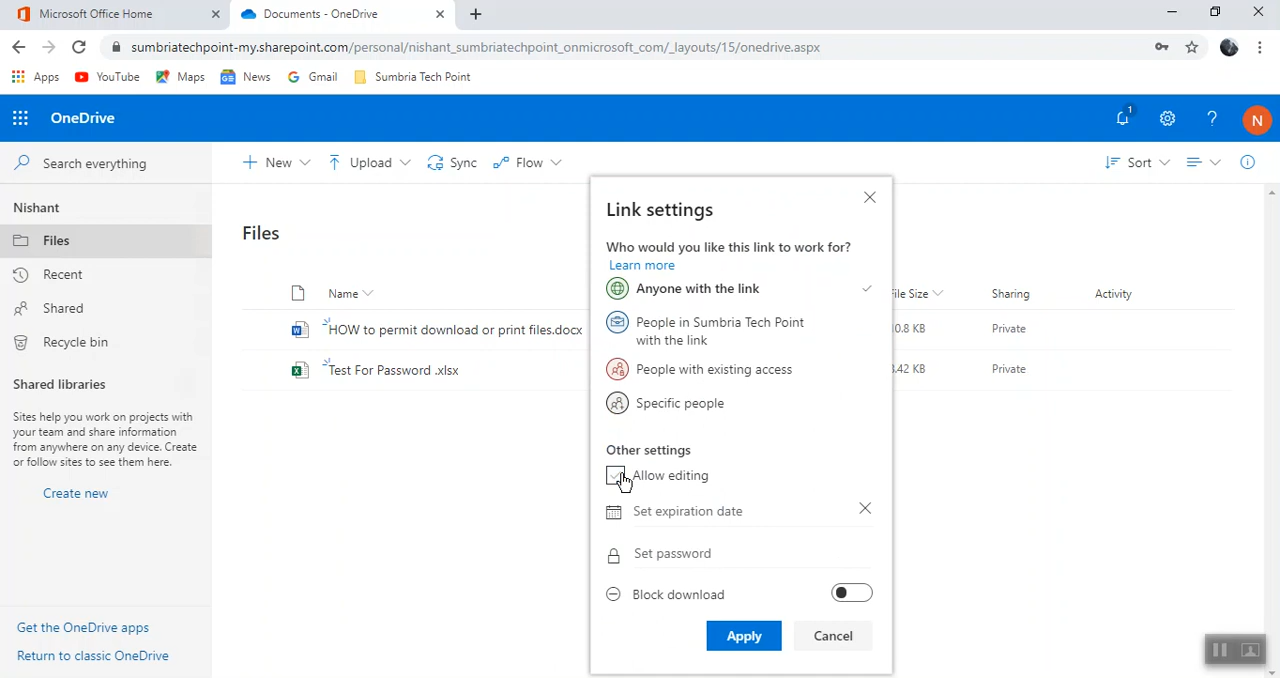 Microsoft Office Home
Documents - OneDrive
sumbriatechpoint-my.sharepoint.com/personal/nishant_sumbriatechpoint_onmicrosoft_com/_layouts/15/onedrive.aspx
Apps YouTube Maps News Gmail Sumbria Tech Point
OneDrive
1
?
N
Search everything
New Upload Sync Flow
Sort
Nishant
Files
Recent
Shared
Recycle bin
Shared libraries
Sites help you work on projects with
your team and share information
from anywhere on any device. Create
or follow sites to see them here.
Create new
Get the OneDrive apps
Return to classic OneDrive
Files
Name File Size Sharing Activity
HOW to permit download or print files.docx Private
Test For Password .xlsx Private
Link settings
Who would you like this link to work for?
Learn more
Anyone with the link
People in Sumbria Tech Point
with the link
People with existing access
Specific people
Other settings
Allow editing
Set expiration date
Set password
Block download
Apply Cancel